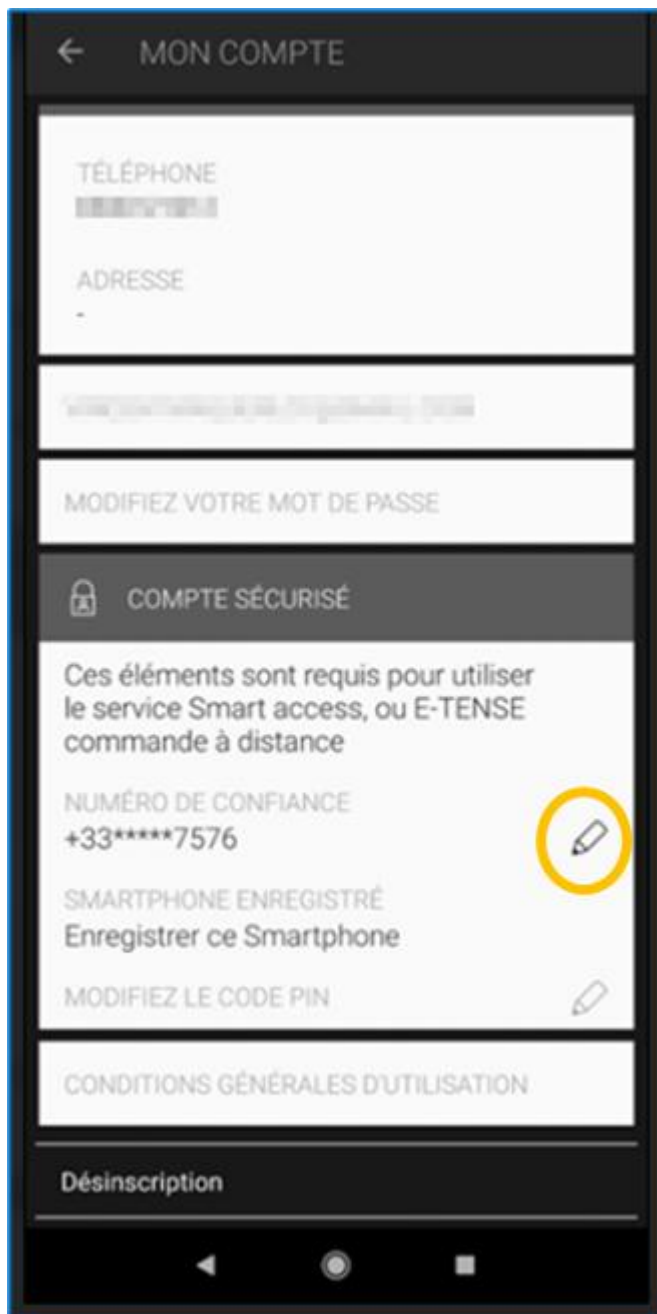 MON COMPTE
TÉLÉPHONE
ADRESSE
-
MODIFIEZ VOTRE MOT DE PASSE
COMPTE SÉCURISÉ
Ces éléments sont requis pour utiliser
le service Smart access, ou E-TENSE
commande à distance
NUMÉRO DE CONFIANCE
+33*****7576
SMARTPHONE ENREGISTRÉ
Enregistrer ce Smartphone
MODIFIEZ LE CODE PIN
CONDITIONS GÉNÉRALES D'UTILISATION
Désinscription